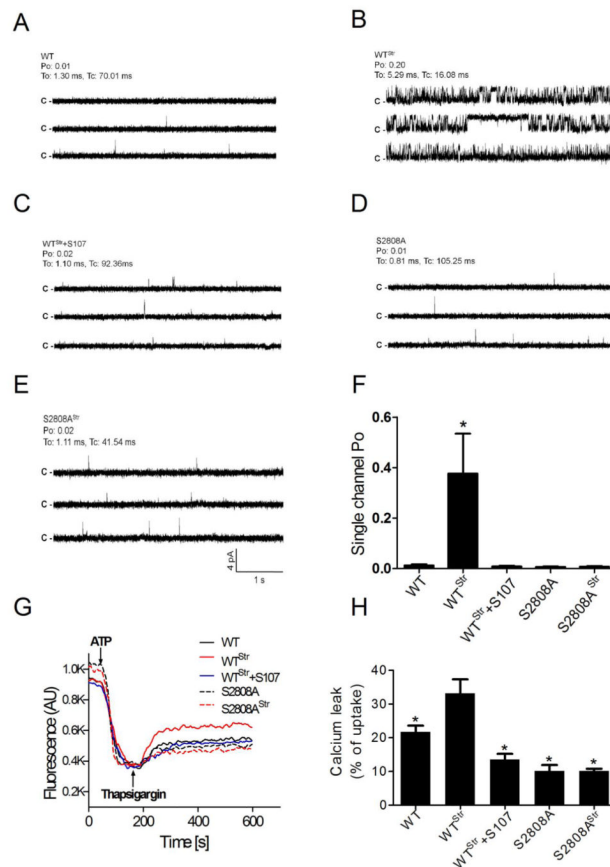 A
WT
Po: 0.01
To: 1.30 ms, Tc: 70.01 ms
C -
C -
C -
B
WTStr
Po: 0.20
To: 5.29 ms, Tc: 16.08 ms
C -
C -
C -
C
WTStr+S107
Po: 0.02
To: 1.10 ms, Tc: 92.36ms
C -
C -
C -
D
S2808A
Po: 0.01
To: 0.81 ms, Tc: 105.25 ms
C -
C -
C -
E
S2808AStr
Po: 0.02
To: 1.11 ms, Tc: 41.54 ms
C -
C -
C -
4 pA
1 s
F
Single channel Po
0.6
0.4
0.2
0.0
*
WT
WTStr
WTStr+S107
S2808A
S2808AStr
G
Fluorescence (AU)
1.0K
0.8K
0.6K
0.4K
0.2K
ATP
Thapsigargin
WT
WTStr
WTStr+S107
S2808A
S2808AStr
0 200 400 600
Time [s]
H
Calcium leak
(% of uptake)
40
30
20
10
0
* * * *
WT
WTStr
WTStr+S107
S2808A
S2808AStr